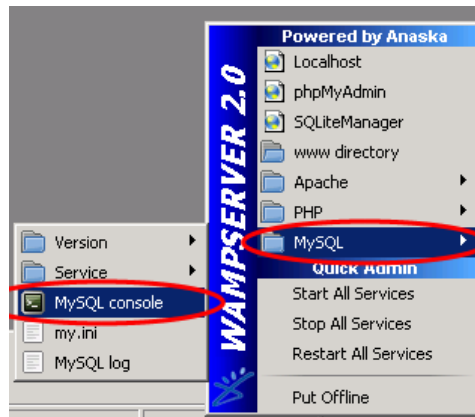 Powered by Anaska
Localhost
phpMyAdmin
SQLiteManager
www directory
Apache
PHP
MySQL
Quick Admin
Start All Services
Stop All Services
Restart All Services
Put Offline
WAMPSERVER 2.0
Version
Service
MySQL console
my.ini
MySQL log